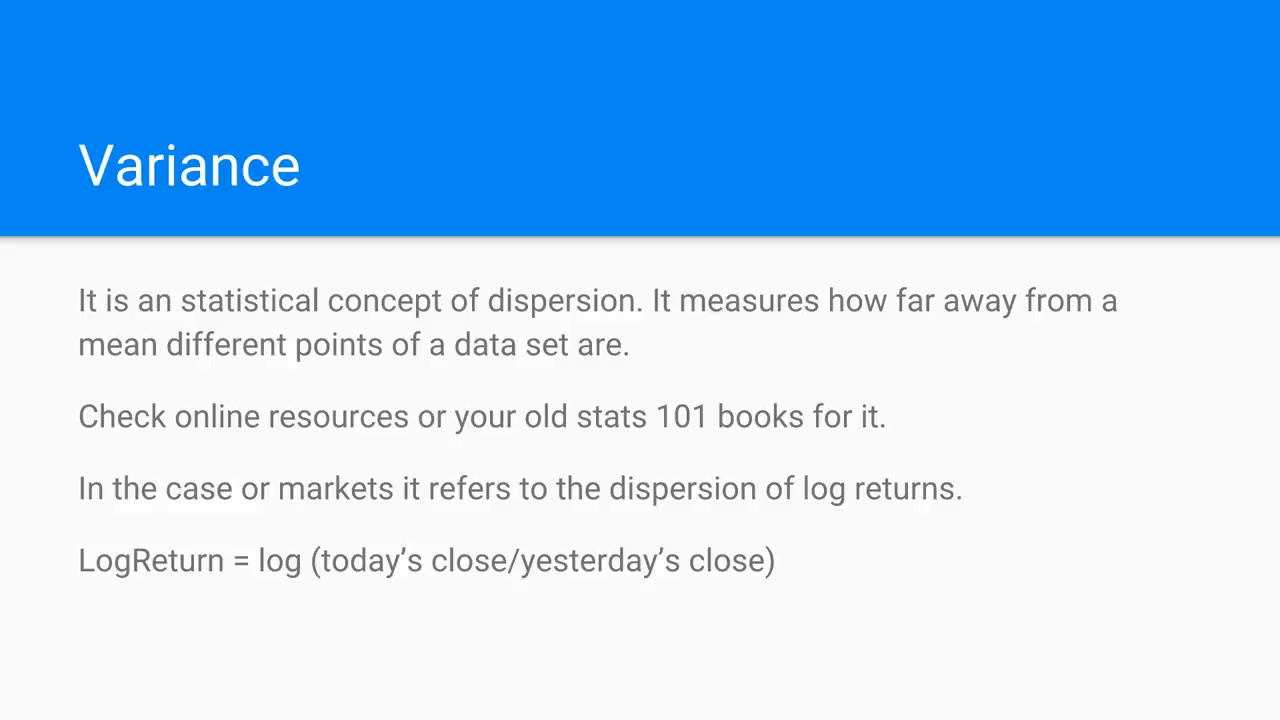 Variance
It is an statistical concept of dispersion. It measures how far away from a
mean different points of a data set are.
Check online resources or your old stats 101 books for it.
In the case or markets it refers to the dispersion of log returns.
LogReturn = log (today’s close/yesterday’s close)